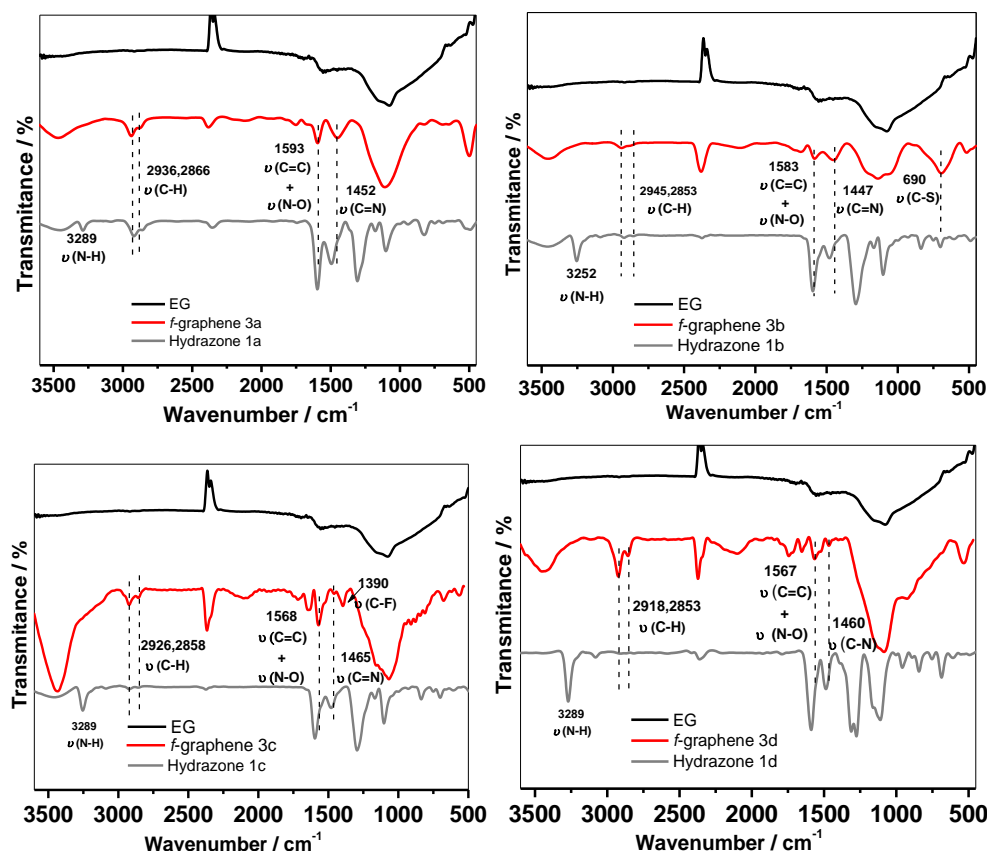 Transmitance / %
2936,2866
υ (C-H)
1593
υ (C=C)
+
υ (N-O)
1452
υ (C=N)
3289
υ (N-H)
EG
f-graphene 3a
Hydrazone 1a
3500 3000 2500 2000 1500 1000 500
Wavenumber / cm-1
Transmitance / %
2945,2853
υ (C-H)
1583
υ (C=C)
+
υ (N-O)
1447
υ (C=N)
690
υ (C-S)
3252
υ (N-H)
EG
f-graphene 3b
Hydrazone 1b
3500 3000 2500 2000 1500 1000 500
Wavenumber / cm-1
Transmitance / %
1390
υ (C-F)
2926,2858
υ (C-H)
1568
υ (C=C)
+
υ (N-O)
1465
υ (C=N)
3289
υ (N-H)
EG
f-graphene 3c
Hydrazone 1c
3500 3000 2500 2000 1500 1000 500
Wavenumber / cm-1
Transmitance / %
2918,2853
υ (C-H)
1567
υ (C=C)
+
υ (N-O)
1460
υ (C-N)
3289
υ (N-H)
EG
f-graphene 3d
Hydrazone 1d
3500 3000 2500 2000 1500 1000 500
Wavenumber / cm-1